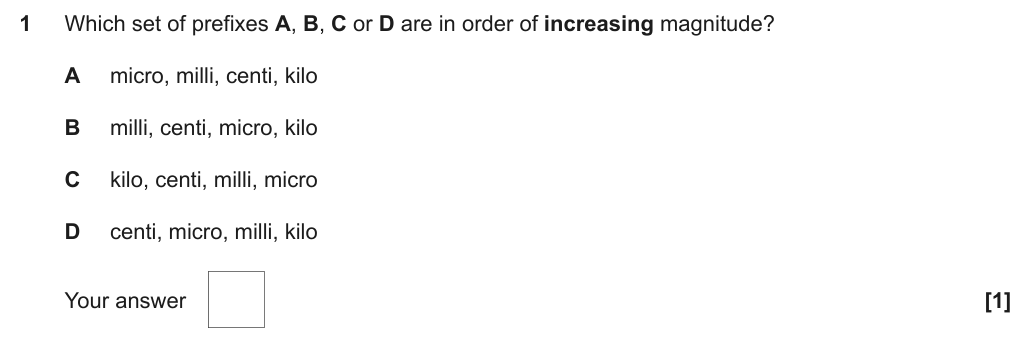 1 Which set of prefixes A, B, C or D are in order of increasing magnitude?
A micro, milli, centi, kilo
B milli, centi, micro, kilo
C kilo, centi, milli, micro
D centi, micro, milli, kilo
Your answer [1]